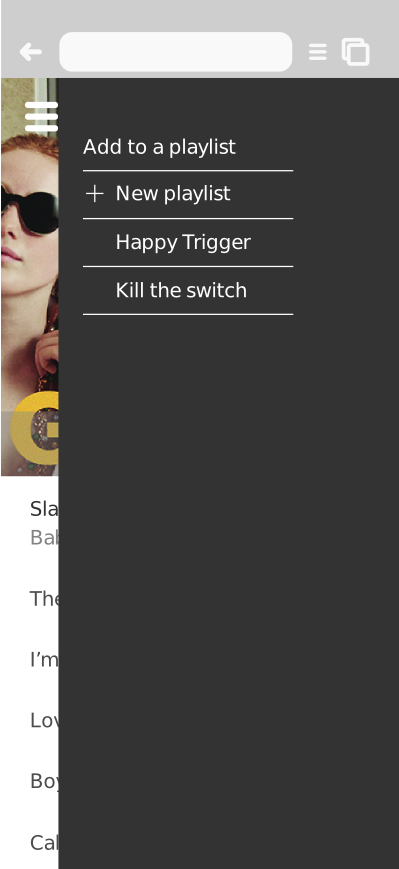 Add to a playlist
New playlist
Happy Trigger
Kill the switch
G
Sla
Bab
The
I’m
Lov
Boy
Cal